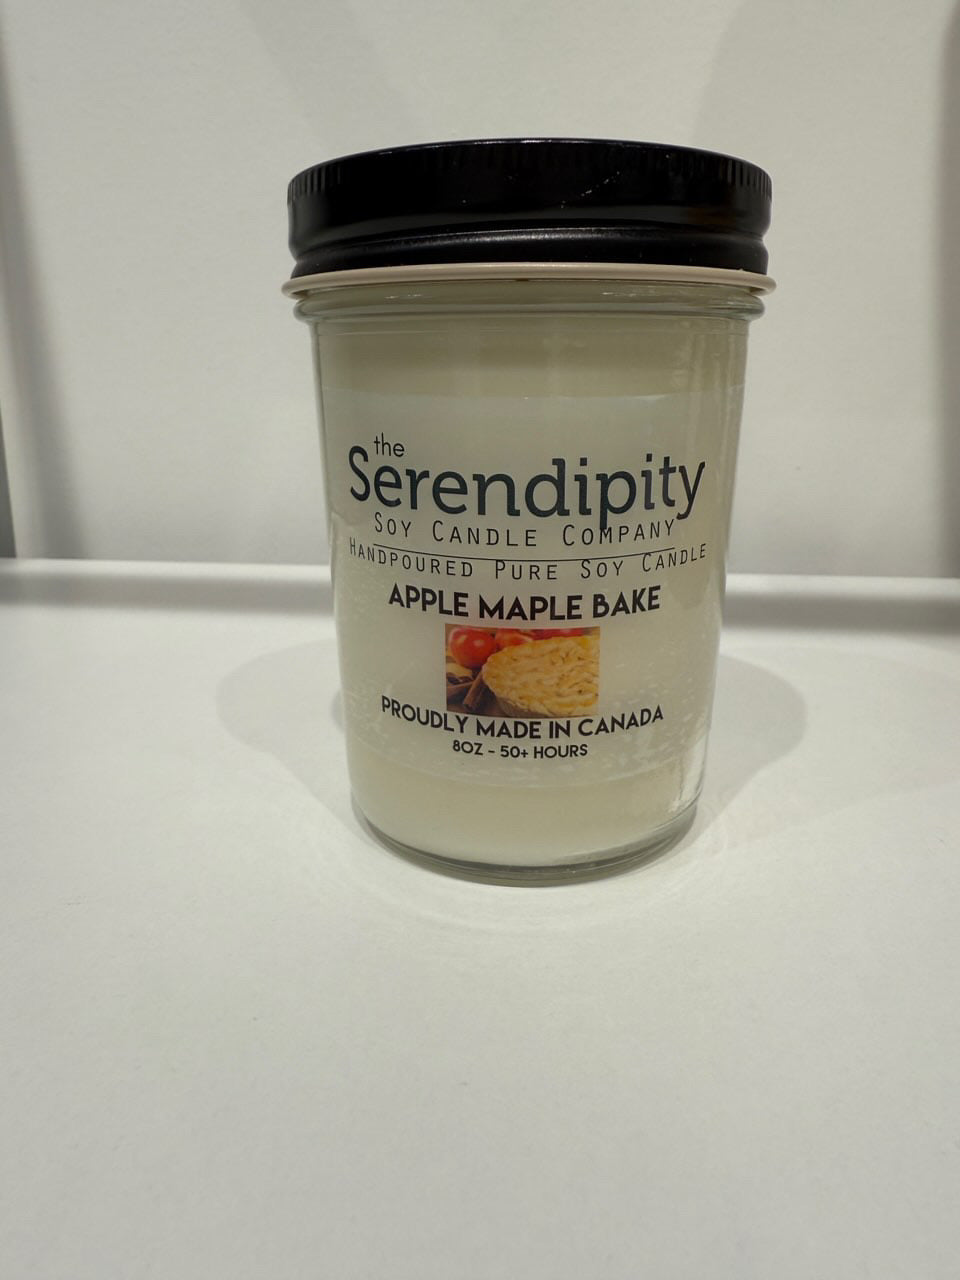 the
Serendipity
SOY CANDLE COMPANY
HANDPOURED PURE SOY CANDLE
APPLE MAPLE BAKE
PROUDLY MADE IN CANADA
8OZ - 50+ HOURS